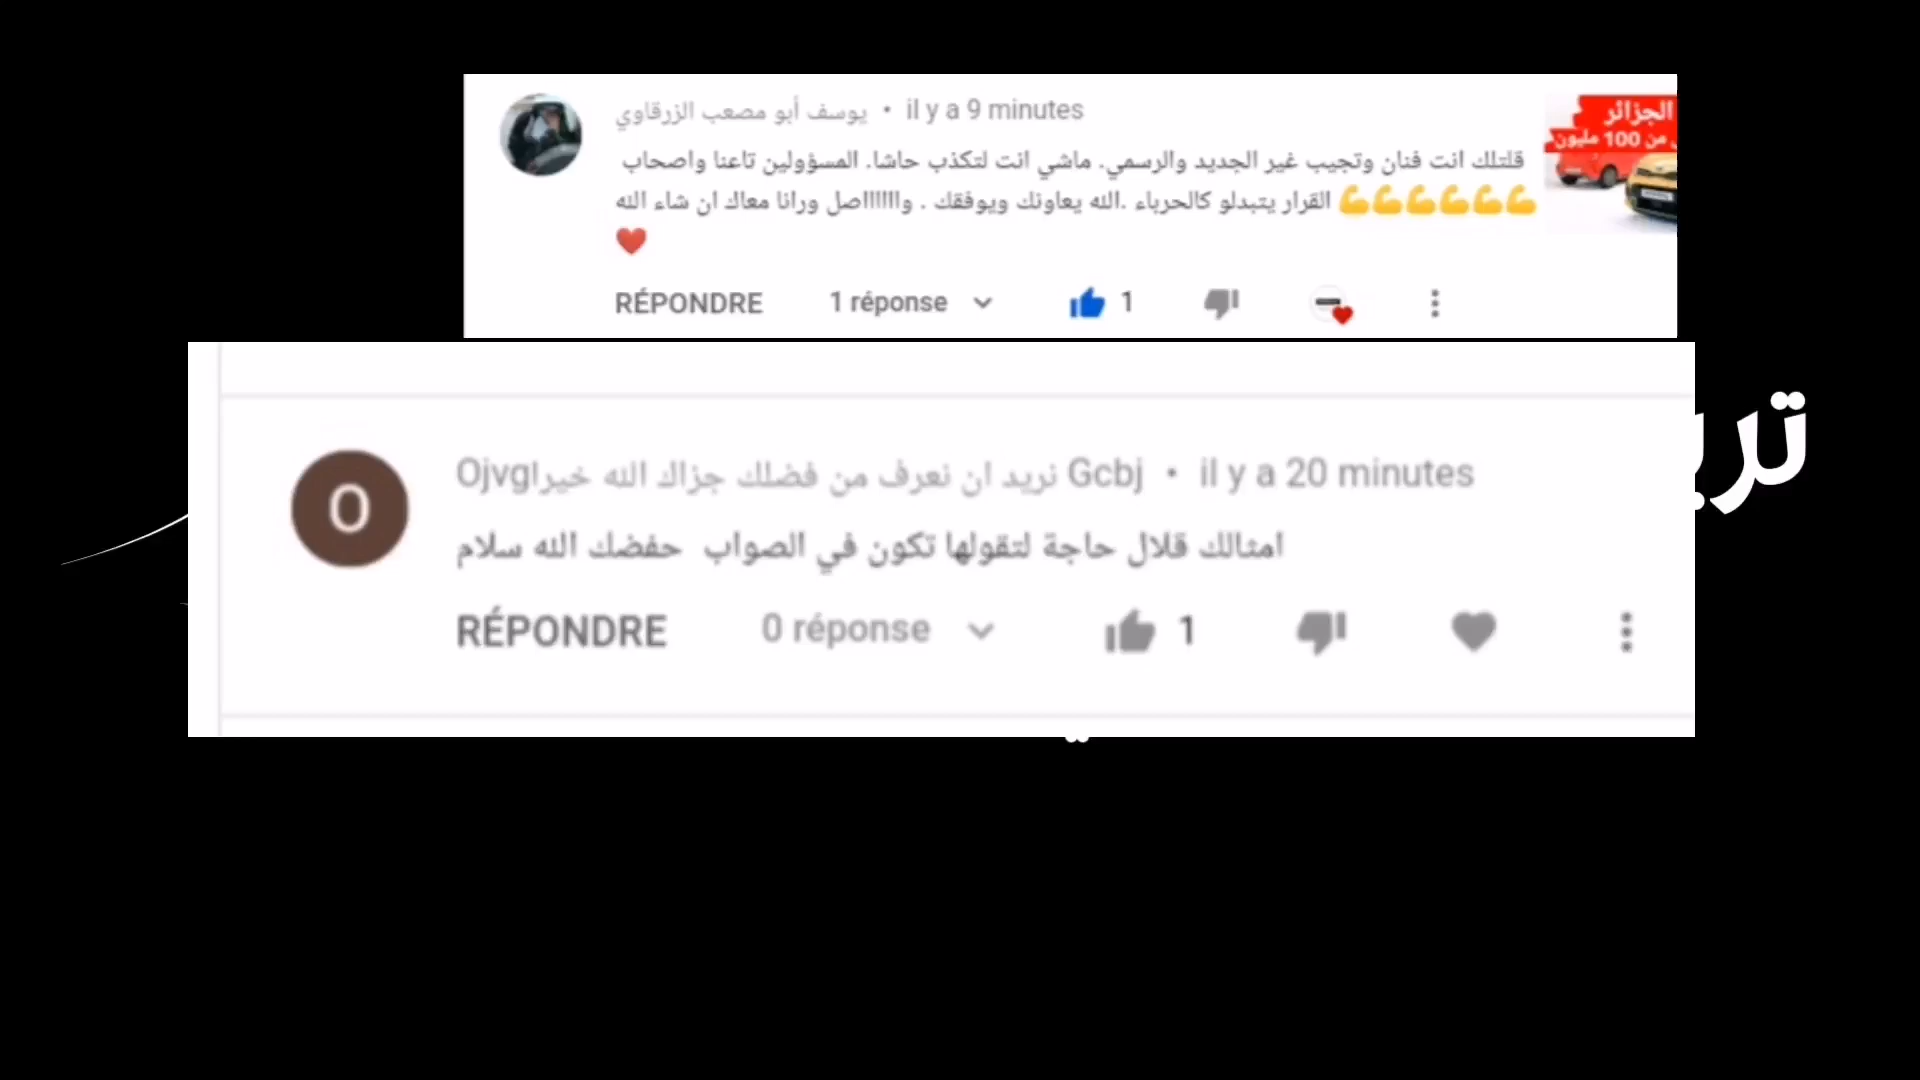 يوسف أبو مصعب الزرقاوي • il y a 9 minutes
قلتلك انت فنان وتجيب غير الجديد والرسمي. ماشي انت لتكذب حاشا. المسؤولين تاعنا واصحاب
القرار يتبدلو كالحرباء .الله يعاونك ويوفقك . واااااااصل ورانا معاك ان شاء الله 💪💪💪💪💪💪
❤️
RÉPONDRE 1 réponse 1
الجزائر
من 100 مليون
Ojvgنريد ان نعرف من فضلك جزاك الله خيرا Gcbj • il y a 20 minutes
امثالك قلال حاجة لتقولها تكون في الصواب حفضك الله سلام
O
RÉPONDRE 0 réponse 1